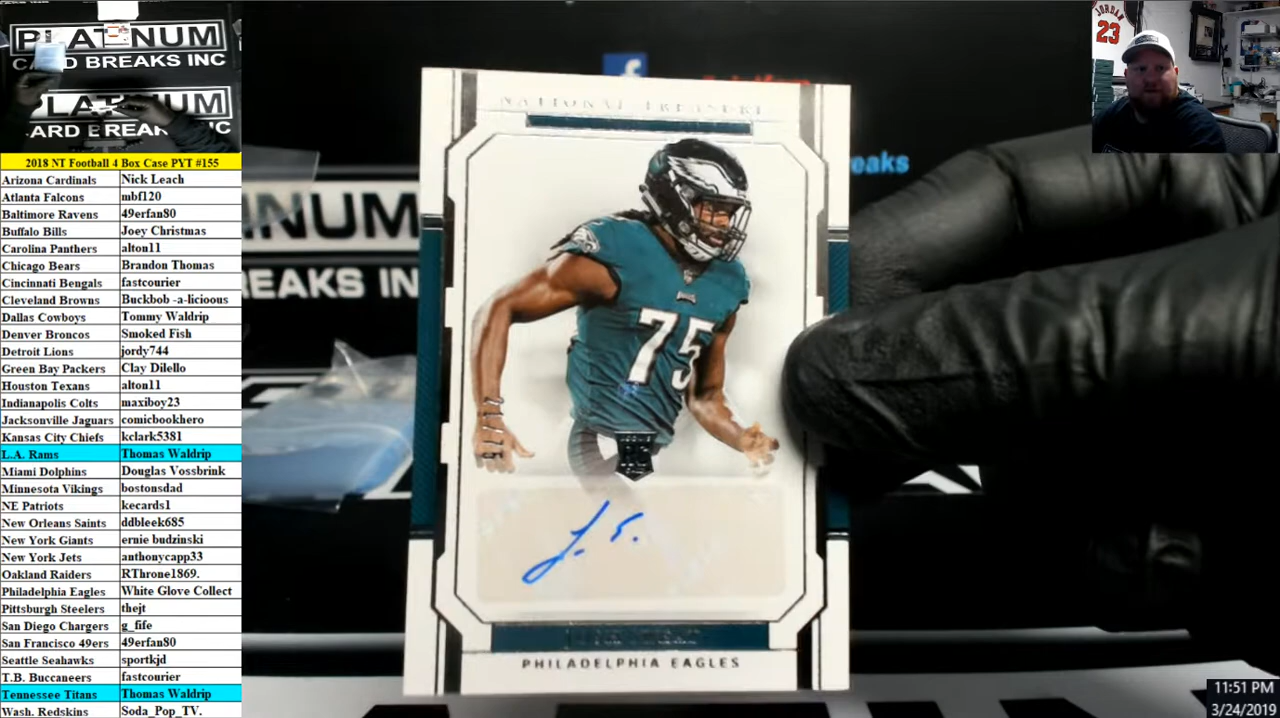 PLATINUM
CARD BREAKS INC
PLATINUM
CARD BREAK INC
2018 NT Football 4 Box Case PYT #155
Arizona Cardinals Nick Leach
Atlanta Falcons mbf120
Baltimore Ravens 49erfan80
Buffalo Bills Joey Christmas
Carolina Panthers alton11
Chicago Bears Brandon Thomas
Cincinnati Bengals fastcourier
Cleveland Browns Buckbob -a-licioous
Dallas Cowboys Tommy Waldrip
Denver Broncos Smoked Fish
Detroit Lions jordy744
Green Bay Packers Clay Dilello
Houston Texans alton11
Indianapolis Colts maxiboy23
Jacksonville Jaguars comicbookhero
Kansas City Chiefs kclark5381
L.A. Rams Thomas Waldrip
Miami Dolphins Douglas Vossbrink
Minnesota Vikings bostonsdad
NE Patriots kecards1
New Orleans Saints ddbleek685
New York Giants ernie budzinski
New York Jets anthonycapp33
Oakland Raiders RThrone1869.
Philadelphia Eagles White Glove Collect
Pittsburgh Steelers thejt
San Diego Chargers g_fife
San Francisco 49ers 49erfan80
Seattle Seahawks sportkjd
T.B. Buccaneers fastcourier
Tennessee Titans Thomas Waldrip
Wash. Redskins Soda_Pop_TV.
f
eaks
INUM
EAKS IN
NATIONAL TREASURES
75
RC
J. S.
PHILADELPHIA EAGLES
JORDAN
23
11:51 PM
3/24/2019